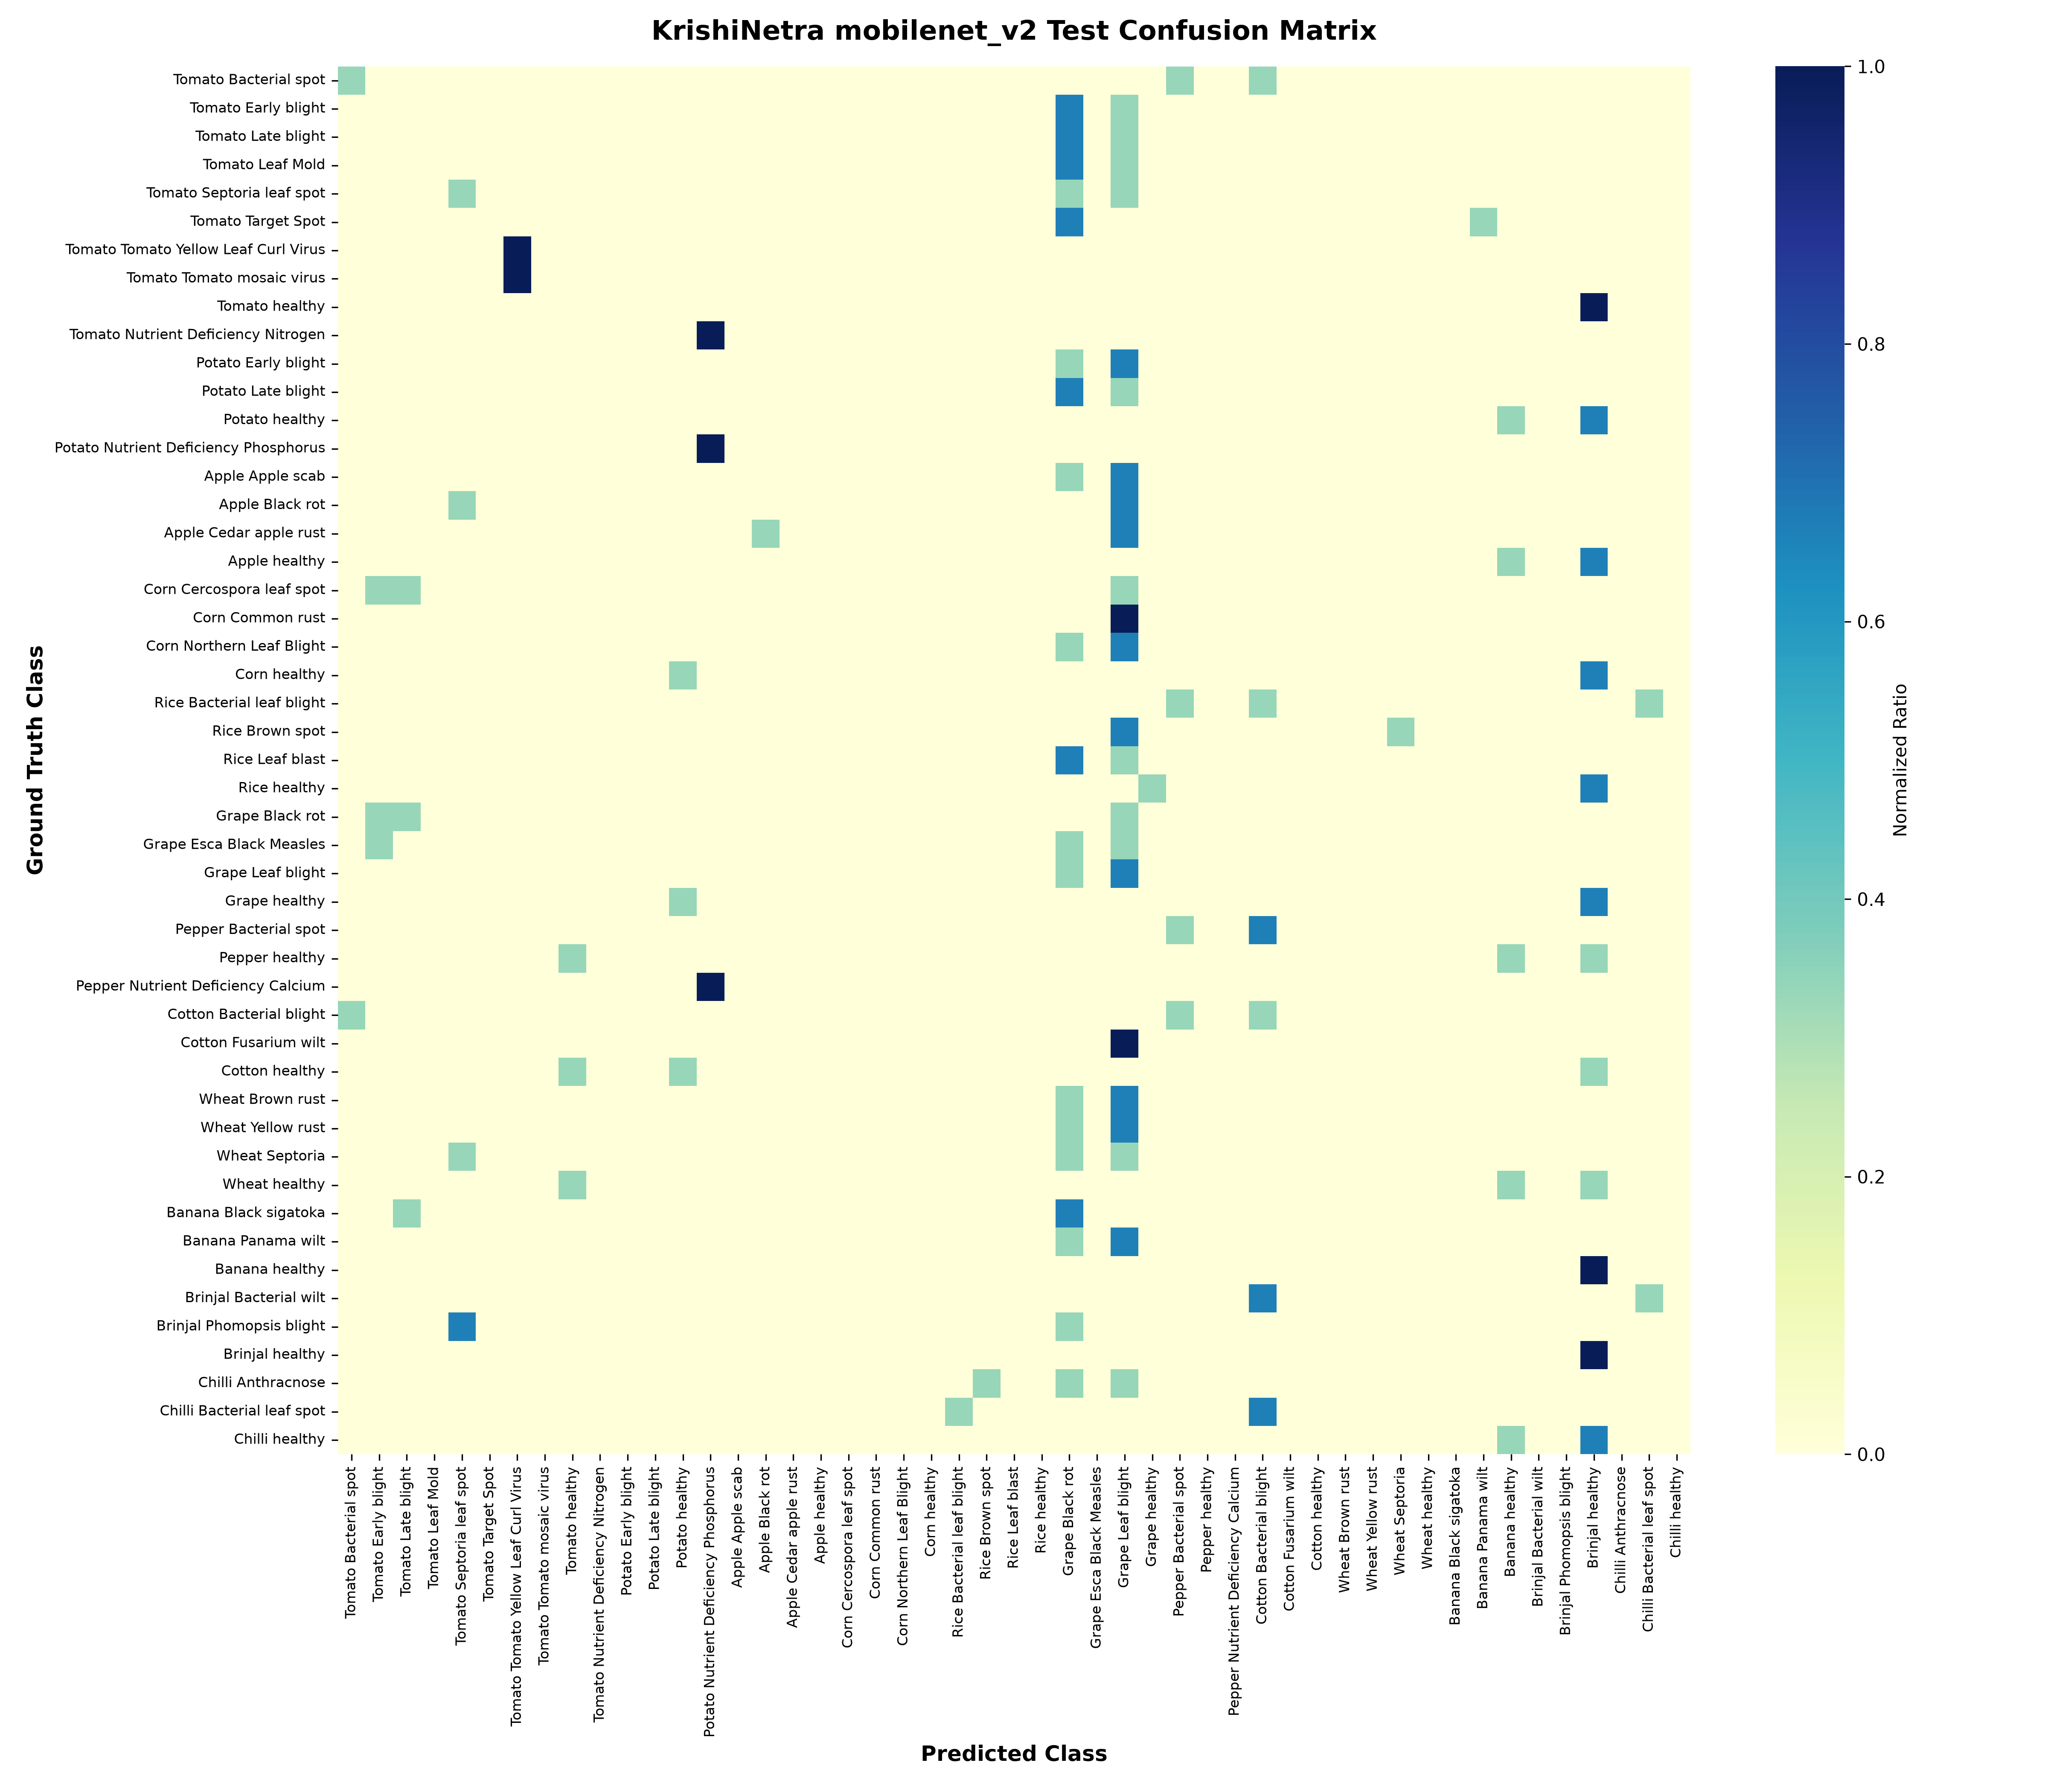 KrishiNetra mobilenet_v2 Test Confusion Matrix
Ground Truth Class
Tomato Bacterial spot
Tomato Early blight
Tomato Late blight
Tomato Leaf Mold
Tomato Septoria leaf spot
Tomato Target Spot
Tomato Tomato Yellow Leaf Curl Virus
Tomato Tomato mosaic virus
Tomato healthy
Tomato Nutrient Deficiency Nitrogen
Potato Early blight
Potato Late blight
Potato healthy
Potato Nutrient Deficiency Phosphorus
Apple Apple scab
Apple Black rot
Apple Cedar apple rust
Apple healthy
Corn Cercospora leaf spot
Corn Common rust
Corn Northern Leaf Blight
Corn healthy
Rice Bacterial leaf blight
Rice Brown spot
Rice Leaf blast
Rice healthy
Grape Black rot
Grape Esca Black Measles
Grape Leaf blight
Grape healthy
Pepper Bacterial spot
Pepper healthy
Pepper Nutrient Deficiency Calcium
Cotton Bacterial blight
Cotton Fusarium wilt
Cotton healthy
Wheat Brown rust
Wheat Yellow rust
Wheat Septoria
Wheat healthy
Banana Black sigatoka
Banana Panama wilt
Banana healthy
Brinjal Bacterial wilt
Brinjal Phomopsis blight
Brinjal healthy
Chilli Anthracnose
Chilli Bacterial leaf spot
Chilli healthy
Tomato Bacterial spot
Tomato Early blight
Tomato Late blight
Tomato Leaf Mold
Tomato Septoria leaf spot
Tomato Target Spot
Tomato Tomato Yellow Leaf Curl Virus
Tomato Tomato mosaic virus
Tomato healthy
Tomato Nutrient Deficiency Nitrogen
Potato Early blight
Potato Late blight
Potato healthy
Potato Nutrient Deficiency Phosphorus
Apple Apple scab
Apple Black rot
Apple Cedar apple rust
Apple healthy
Corn Cercospora leaf spot
Corn Common rust
Corn Northern Leaf Blight
Corn healthy
Rice Bacterial leaf blight
Rice Brown spot
Rice Leaf blast
Rice healthy
Grape Black rot
Grape Esca Black Measles
Grape Leaf blight
Grape healthy
Pepper Bacterial spot
Pepper healthy
Pepper Nutrient Deficiency Calcium
Cotton Bacterial blight
Cotton Fusarium wilt
Cotton healthy
Wheat Brown rust
Wheat Yellow rust
Wheat Septoria
Wheat healthy
Banana Black sigatoka
Banana Panama wilt
Banana healthy
Brinjal Bacterial wilt
Brinjal Phomopsis blight
Brinjal healthy
Chilli Anthracnose
Chilli Bacterial leaf spot
Chilli healthy
Predicted Class
1.0
0.8
0.6
0.4
0.2
0.0
Normalized Ratio